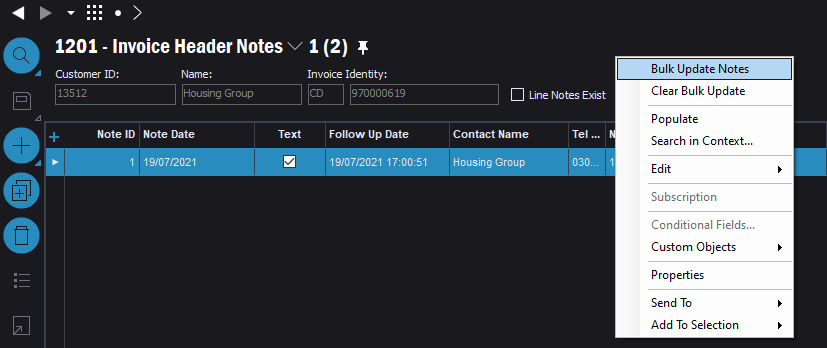 1201 - Invoice Header Notes 1 (2)
Customer ID: Name: Invoice Identity:
13512 Housing Group CD 970000619 Line Notes Exist
Note ID Note Date Text Follow Up Date Contact Name Tel ... N
1 19/07/2021 19/07/2021 17:00:51 Housing Group 030... 1
Bulk Update Notes
Clear Bulk Update
Populate
Search in Context...
Edit
Subscription
Conditional Fields...
Custom Objects
Properties
Send To
Add To Selection